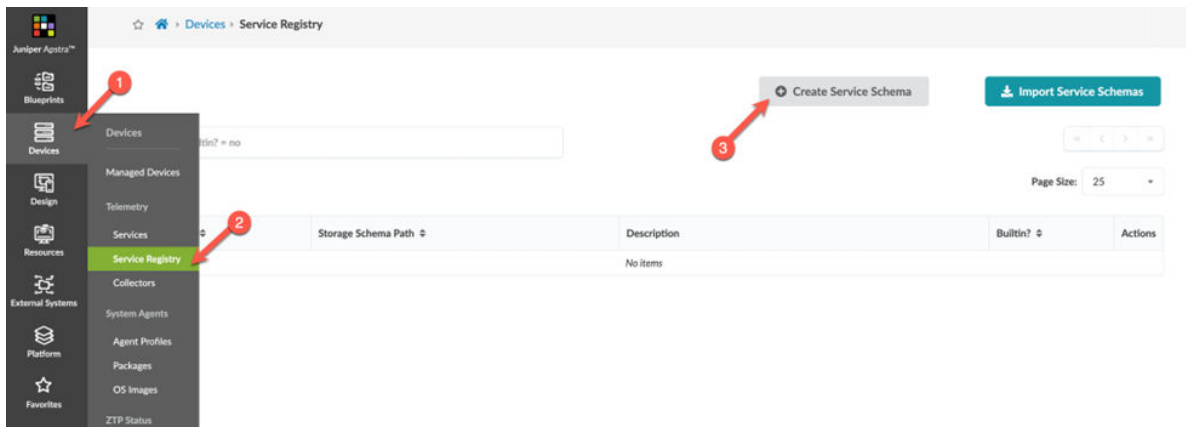 Juniper Apstra™
Devices › Service Registry
Blueprints
1
Create Service Schema
Import Service Schemas
3
Devices
Devices
ltin? = no
« < > »
Managed Devices
Page Size: 25
Design
Telemetry
2
Services
Storage Schema Path
Description
Builtin?
Actions
Resources
Service Registry
No items
Collectors
External Systems
System Agents
Agent Profiles
Platform
Packages
OS Images
Favorites
ZTP Status